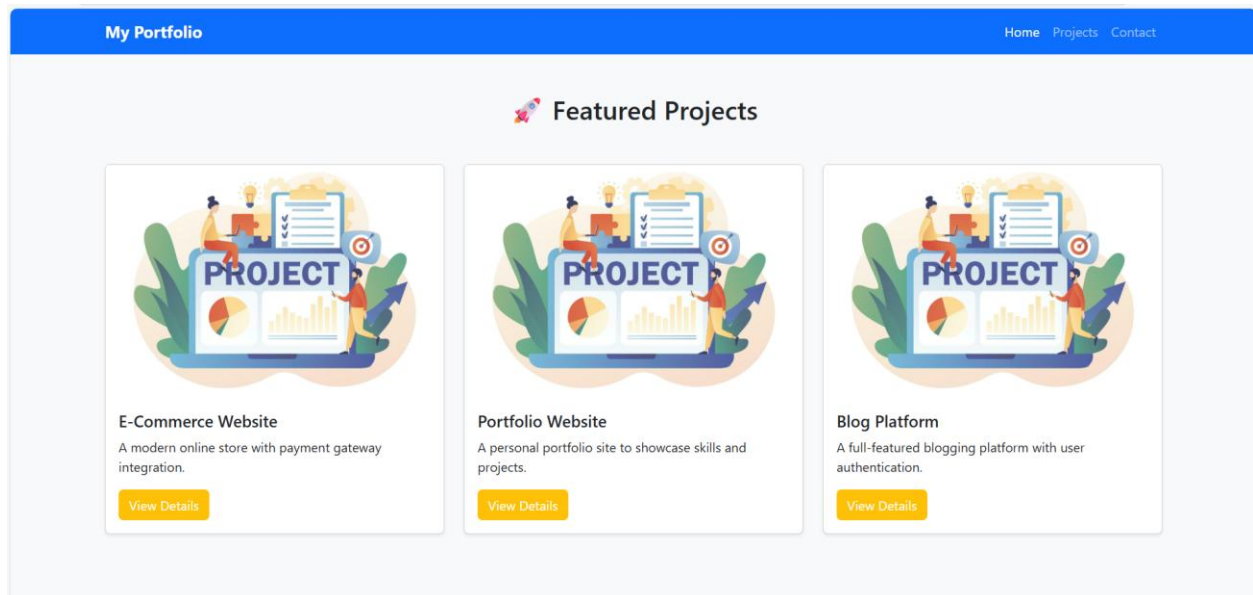 My Portfolio
Home Projects Contact
🚀 Featured Projects
PROJECT
PROJECT
PROJECT
E-Commerce Website
A modern online store with payment gateway
integration.
View Details
Portfolio Website
A personal portfolio site to showcase skills and
projects.
View Details
Blog Platform
A full-featured blogging platform with user
authentication.
View Details